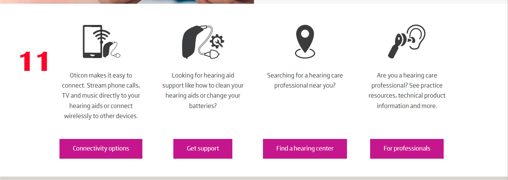 11
Oticon makes it easy to
connect. Stream phone calls,
TV and music directly to your
hearing aids or connect
wirelessly to other devices.
Connectivity options
Looking for hearing aid
support like how to clean your
hearing aids or change your
batteries?
Get support
Searching for a hearing care
professional near you?
Find a hearing center
Are you a hearing care
professional? See practice
resources, technical product
information and more.
For professionals